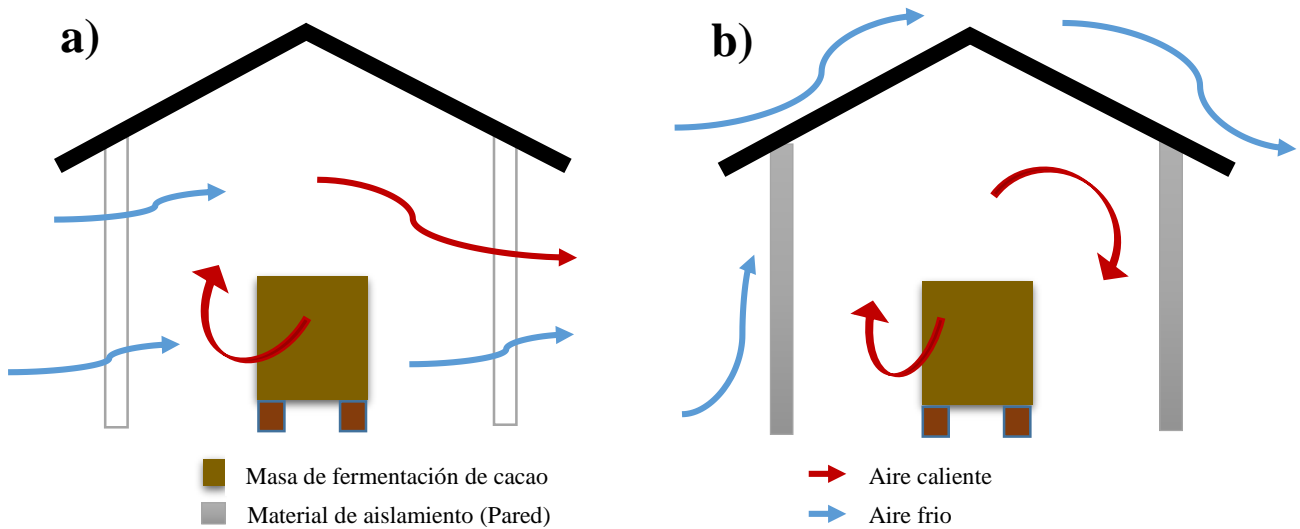 a)
b)
Masa de fermentación de cacao
Material de aislamiento (Pared)
Aire caliente
Aire frio